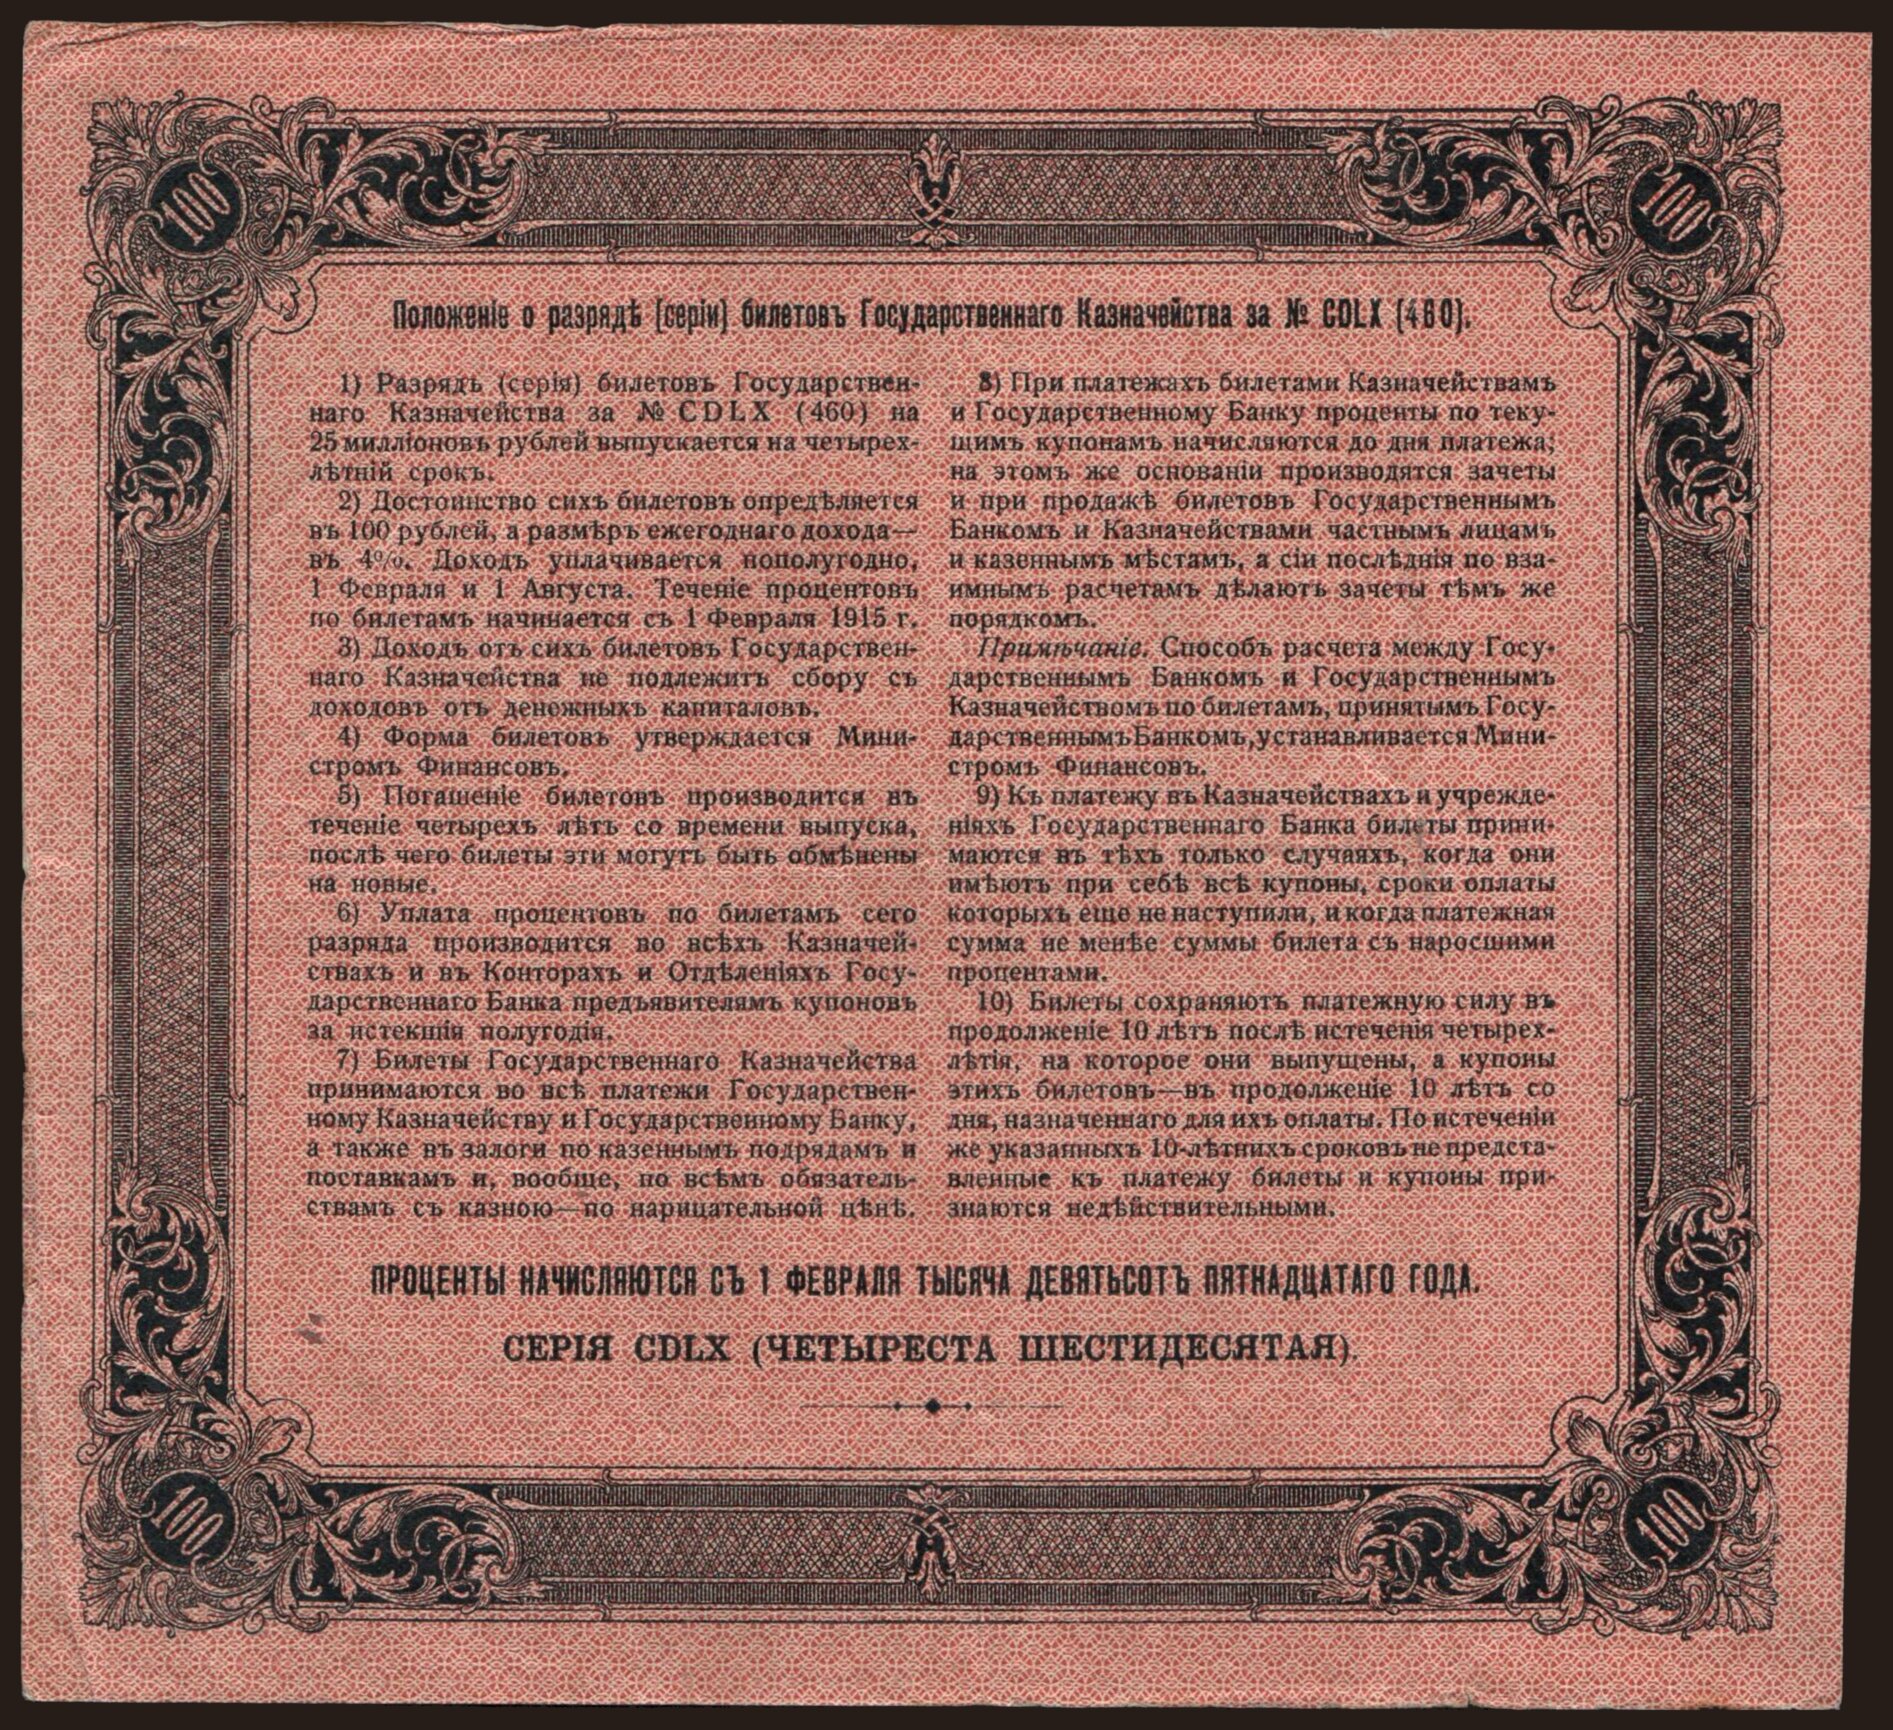 100
100
Положеніе о разрядѣ (серіи) билетовъ Государственнаго Казначейства за № CDLX (460).
1) Разрядъ (серія) билетовъ Государствен-
наго Казначейства за № CDLX (460) на
25 милліоновъ рублей выпускается на четырех-
лѣтній срокъ.
2) Достоинство сихъ билетовъ опредѣляется
въ 100 рублей, а размѣръ ежегоднаго дохода—
въ 4%. Доходъ уплачивается пополугодно,
1 Февраля и 1 Августа. Теченіе процентовъ
по билетамъ начинается съ 1 Февраля 1915 г.
3) Доходъ отъ сихъ билетовъ Государствен-
наго Казначейства не подлежитъ сбору съ
доходовъ отъ денежныхъ капиталовъ.
4) Форма билетовъ утверждается Мини-
стромъ Финансовъ.
5) Погашеніе билетовъ производится въ
теченіе четырехъ лѣтъ со времени выпуска,
послѣ чего билеты эти могутъ быть обмѣнены
на новые.
6) Уплата процентовъ по билетамъ сего
разряда производится во всѣхъ Казначей-
ствахъ и въ Конторахъ и Отдѣленіяхъ Госу-
дарственнаго Банка предъявителямъ купоновъ
за истекшія полугодія.
7) Билеты Государственнаго Казначейства
принимаются во всѣ платежи Государствен-
ному Казначейству и Государственному Банку,
а также въ залоги по казеннымъ подрядамъ и
поставкамъ и, вообще, по всѣмъ обязатель-
ствамъ съ казною—по нарицательной цѣнѣ.
8) При платежахъ билетами Казначействамъ
и Государственному Банку проценты по теку-
щимъ купонамъ начисляются до дня платежа;
на этомъ же основаніи производятся зачеты
и при продажѣ билетовъ Государственнымъ
Банкомъ и Казначействами частнымъ лицамъ
и казеннымъ мѣстамъ, а сіи послѣднія по вза-
имнымъ расчетамъ дѣлаютъ зачеты тѣмъ же
порядкомъ.
Примѣчаніе. Способъ расчета между Госу-
дарственнымъ Банкомъ и Государственнымъ
Казначействомъ по билетамъ, принятымъ Госу-
дарственнымъ Банкомъ, устанавливается Мини-
стромъ Финансовъ.
9) Къ платежу въ Казначействахъ и учрежде-
ніяхъ Государственнаго Банка билеты прини-
маются въ тѣхъ только случаяхъ, когда они
имѣютъ при себѣ всѣ купоны, сроки оплаты
которыхъ еще не наступили, и когда платежная
сумма не менѣе суммы билета съ наросшими
процентами.
10) Билеты сохраняютъ платежную силу въ
продолженіе 10 лѣтъ послѣ истеченія четырех-
лѣтія, на которое они выпущены, а купоны
этихъ билетовъ—въ продолженіе 10 лѣтъ со
дня, назначеннаго для ихъ оплаты. По истеченіи
же указанныхъ 10-лѣтнихъ сроковъ не предста-
вленные къ платежу билеты и купоны при-
знаются недѣйствительными.
ПРОЦЕНТЫ НАЧИСЛЯЮТСЯ СЪ 1 ФЕВРАЛЯ ТЫСЯЧА ДЕВЯТЬСОТЪ ПЯТНАДЦАТАГО ГОДА.
СЕРІЯ CDLX (ЧЕТЫРЕСТА ШЕСТИДЕСЯТАЯ).
100
100